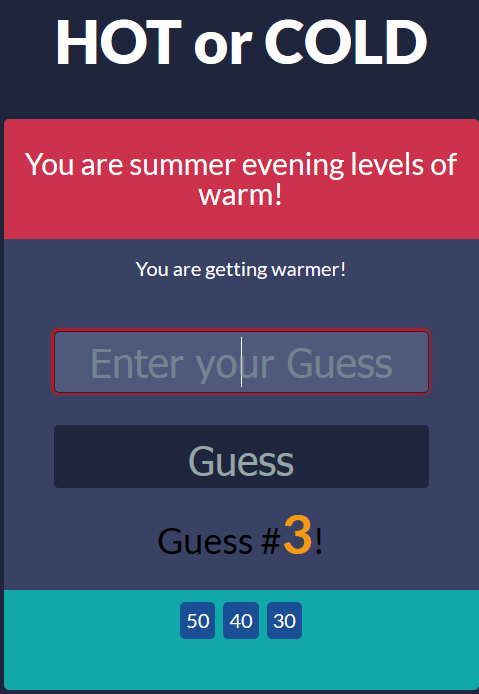 HOT or COLD
You are summer evening levels of
warm!
You are getting warmer!
Enter your Guess
Guess
Guess #3!
50 40 30